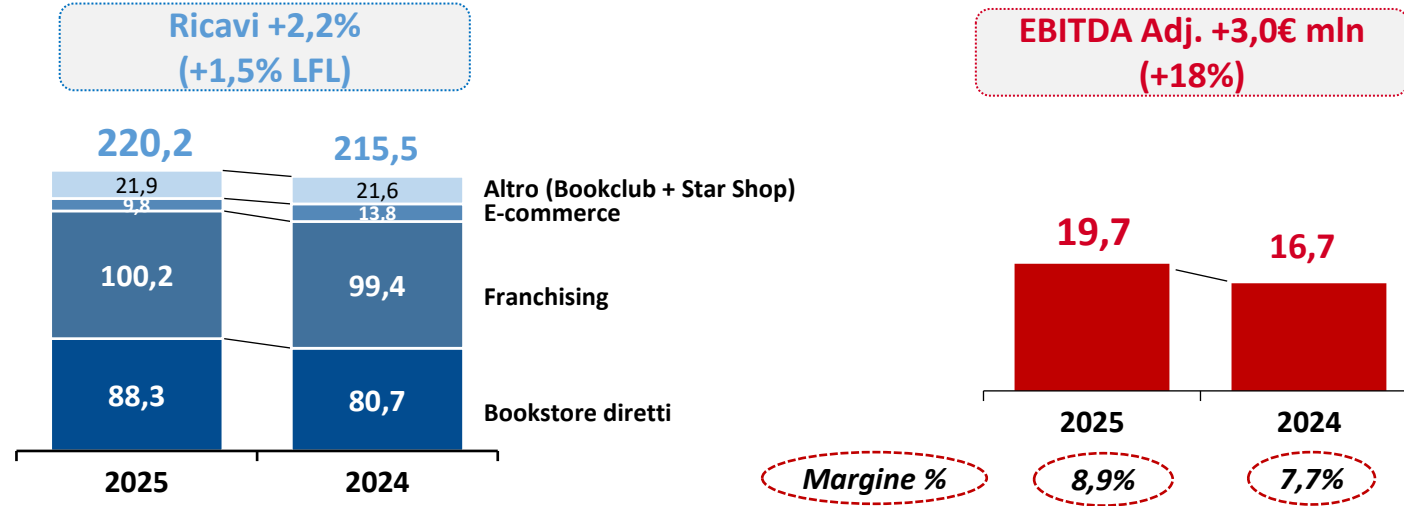 Ricavi +2,2%
(+1,5% LFL)
220,2
215,5
21,9
21,6
Altro (Bookclub + Star Shop)
9,8
13,8
E-commerce
100,2
99,4
Franchising
88,3
80,7
Bookstore diretti
2025
2024
EBITDA Adj. +3,0€ mln
(+18%)
19,7
16,7
2025
2024
Margine %
8,9%
7,7%